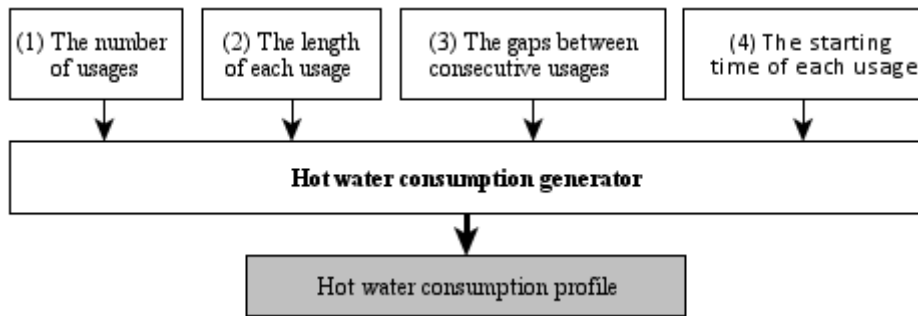 (1) The number
of usages
(2) The length
of each usage
(3) The gaps between
consecutive usages
(4) The starting
time of each usage
Hot water consumption generator
Hot water consumption profile